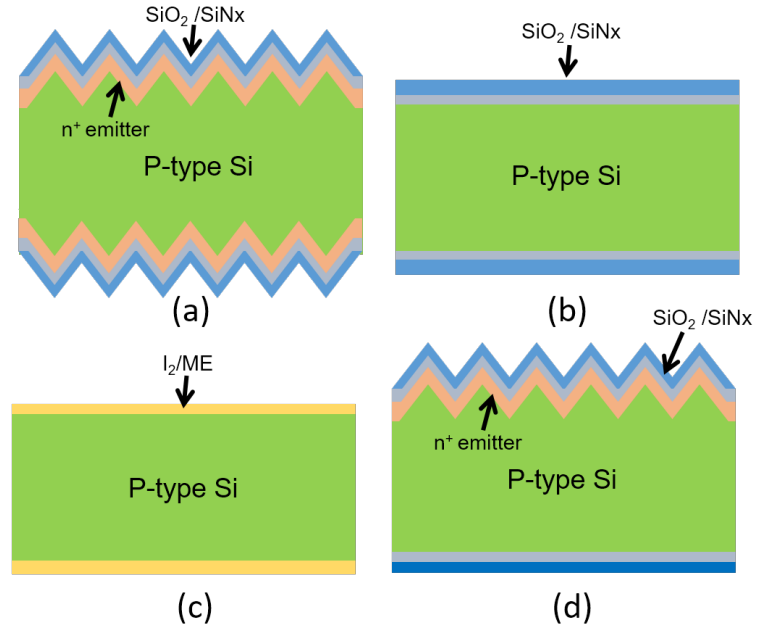 SiO₂ /SiNx
n⁺ emitter
P-type Si
(a)
SiO₂ /SiNx
P-type Si
(b)
I₂/ME
P-type Si
(c)
SiO₂ /SiNx
n⁺ emitter
P-type Si
(d)